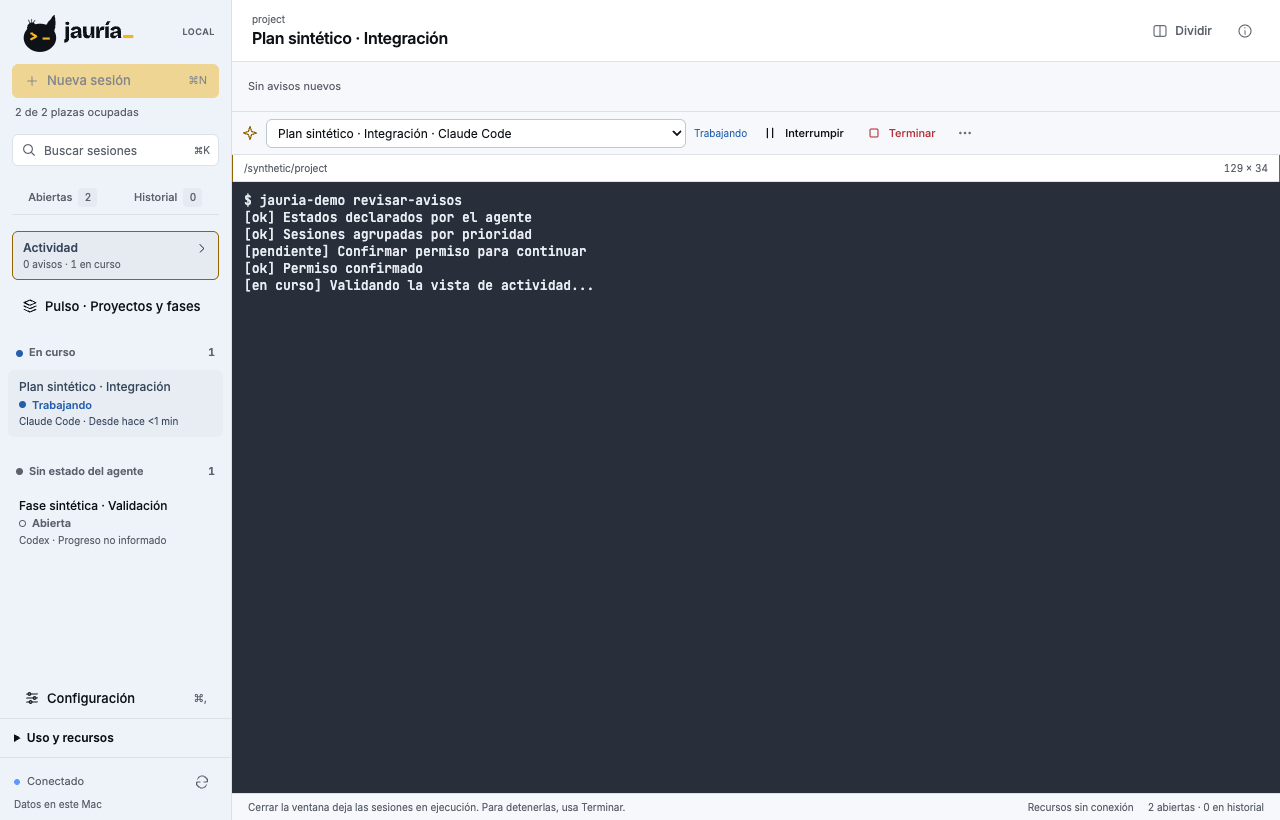 jauría_
LOCAL
Nueva sesión ⌘N
2 de 2 plazas ocupadas
Buscar sesiones ⌘K
Abiertas 2 Historial 0
Actividad
0 avisos · 1 en curso
Pulso · Proyectos y fases
En curso 1
Plan sintético · Integración
Trabajando
Claude Code · Desde hace <1 min
Sin estado del agente 1
Fase sintética · Validación
Abierta
Codex · Progreso no informado
Configuración ⌘,
Uso y recursos
Conectado
Datos en este Mac
project
Plan sintético · Integración
Dividir
Sin avisos nuevos
Plan sintético · Integración · Claude Code
Trabajando Interrumpir Terminar
/synthetic/project 129 × 34
$ jauria-demo revisar-avisos
[ok] Estados declarados por el agente
[ok] Sesiones agrupadas por prioridad
[pendiente] Confirmar permiso para continuar
[ok] Permiso confirmado
[en curso] Validando la vista de actividad...
Cerrar la ventana deja las sesiones en ejecución. Para detenerlas, usa Terminar.
Recursos sin conexión 2 abiertas · 0 en historial